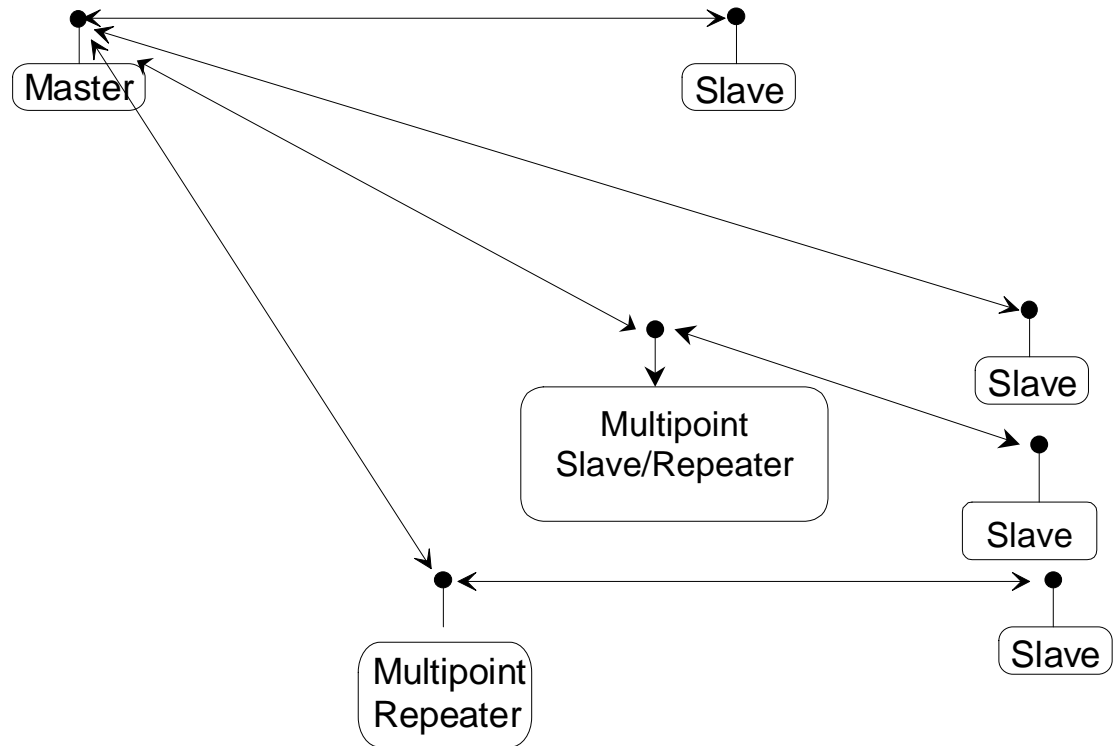 Master
Slave
Slave
Multipoint
Slave/Repeater
Slave
Slave
Multipoint
Repeater